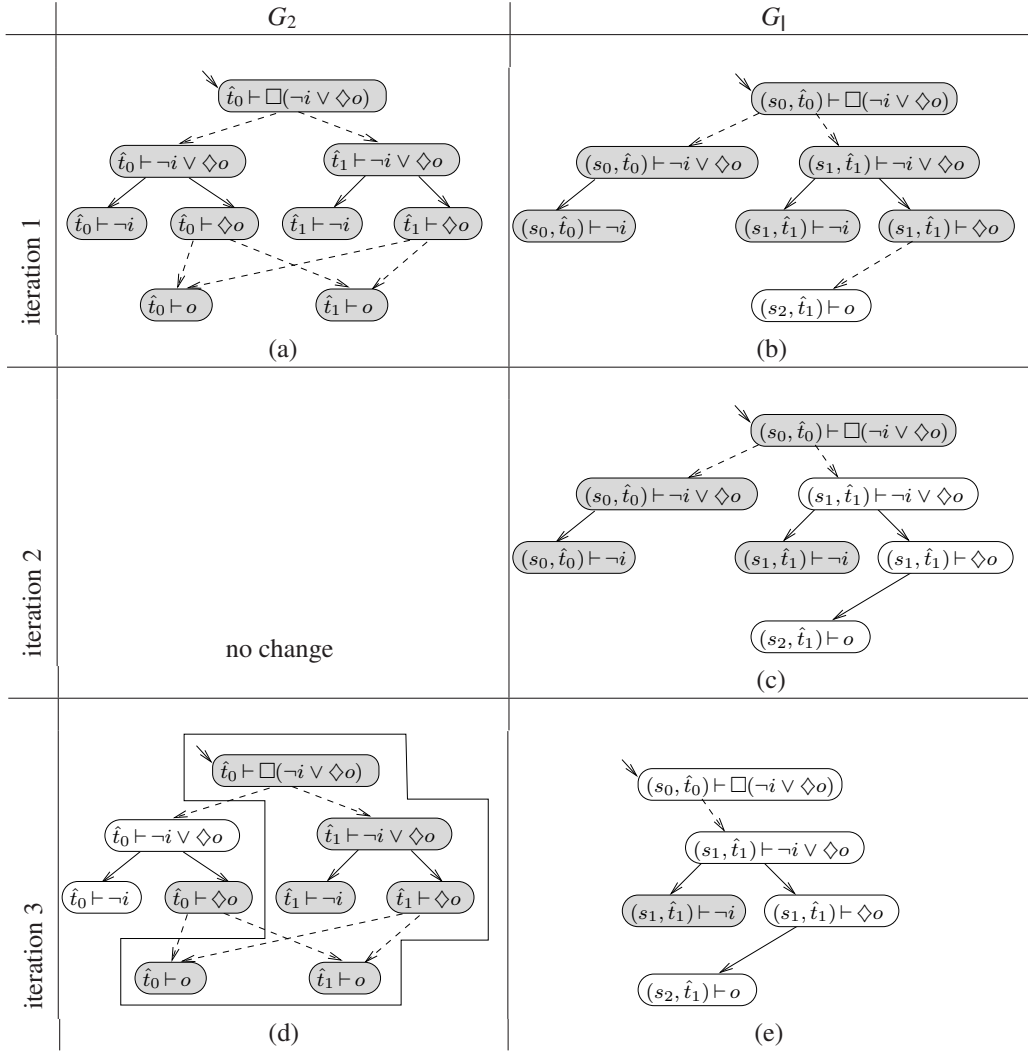 G₂ G_|
iteration 1
t̂₀ ⊢ □(¬i ∨ ◇o)
t̂₀ ⊢ ¬i ∨ ◇o t̂₁ ⊢ ¬i ∨ ◇o
t̂₀ ⊢ ¬i t̂₀ ⊢ ◇o t̂₁ ⊢ ¬i t̂₁ ⊢ ◇o
t̂₀ ⊢ o t̂₁ ⊢ o
(a)
(s₀, t̂₀) ⊢ □(¬i ∨ ◇o)
(s₀, t̂₀) ⊢ ¬i ∨ ◇o (s₁, t̂₁) ⊢ ¬i ∨ ◇o
(s₀, t̂₀) ⊢ ¬i (s₁, t̂₁) ⊢ ¬i (s₁, t̂₁) ⊢ ◇o
(s₂, t̂₁) ⊢ o
(b)
iteration 2
no change
(s₀, t̂₀) ⊢ □(¬i ∨ ◇o)
(s₀, t̂₀) ⊢ ¬i ∨ ◇o (s₁, t̂₁) ⊢ ¬i ∨ ◇o
(s₀, t̂₀) ⊢ ¬i (s₁, t̂₁) ⊢ ¬i (s₁, t̂₁) ⊢ ◇o
(s₂, t̂₁) ⊢ o
(c)
iteration 3
t̂₀ ⊢ □(¬i ∨ ◇o)
t̂₀ ⊢ ¬i ∨ ◇o t̂₁ ⊢ ¬i ∨ ◇o
t̂₀ ⊢ ¬i t̂₀ ⊢ ◇o t̂₁ ⊢ ¬i t̂₁ ⊢ ◇o
t̂₀ ⊢ o t̂₁ ⊢ o
(d)
(s₀, t̂₀) ⊢ □(¬i ∨ ◇o)
(s₁, t̂₁) ⊢ ¬i ∨ ◇o
(s₁, t̂₁) ⊢ ¬i (s₁, t̂₁) ⊢ ◇o
(s₂, t̂₁) ⊢ o
(e)